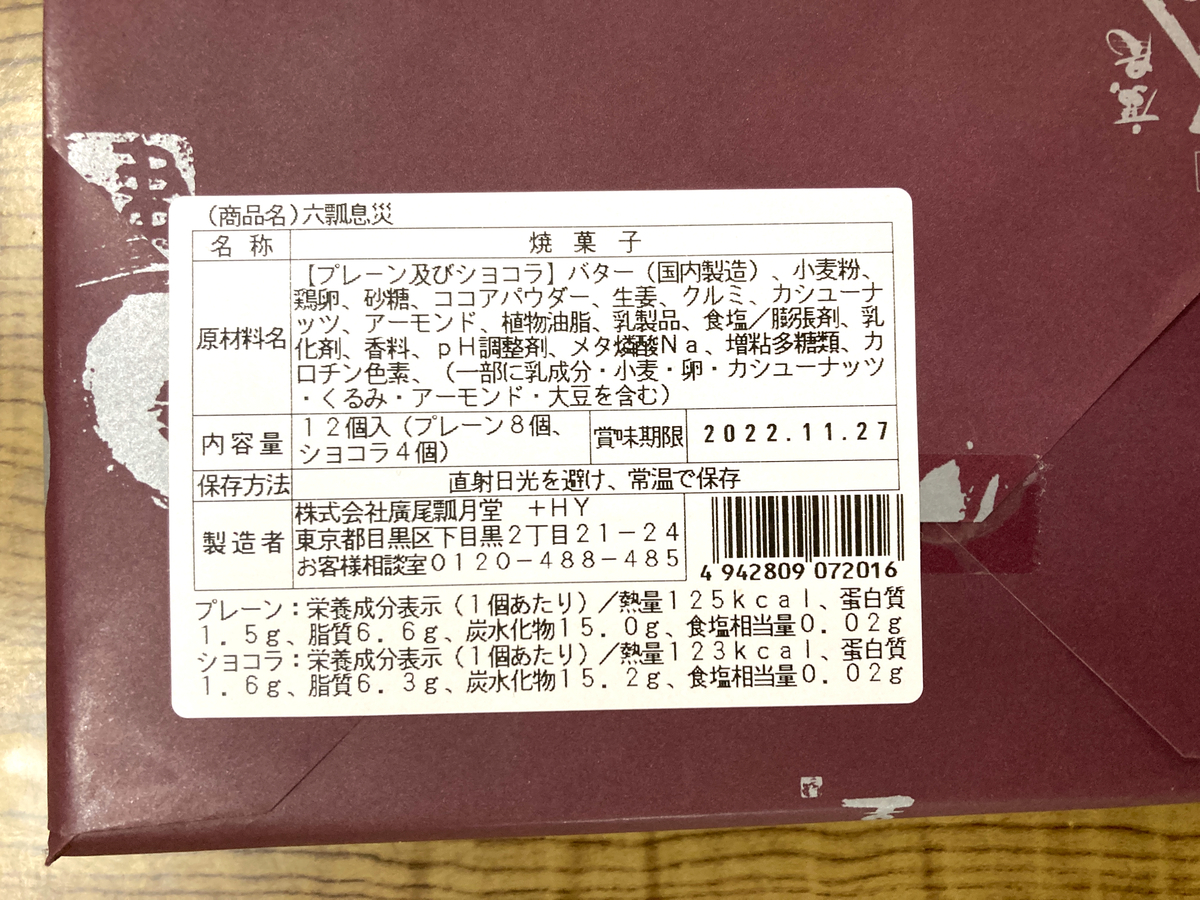 （商品名）六瓢息災
名称 焼菓子
原材料名
【プレーン及びショコラ】バター（国内製造）、小麦粉、
鶏卵、砂糖、ココアパウダー、生姜、クルミ、カシューナ
ッツ、アーモンド、植物油脂、乳製品、食塩／膨張剤、乳
化剤、香料、ｐＨ調整剤、メタ燐酸Ｎａ、増粘多糖類、カ
ロチン色素、（一部に乳成分・小麦・卵・カシューナッツ
・くるみ・アーモンド・大豆を含む）
内容量
１２個入（プレーン８個、
ショコラ４個）
賞味期限 2022.11.27
保存方法 直射日光を避け、常温で保存
製造者
株式会社廣尾瓢月堂 ＋ＨＹ
東京都目黒区下目黒２丁目２１－２４
お客様相談室０１２０－４８８－４８５
4 942809 072016
プレーン：栄養成分表示（１個あたり）／熱量１２５ｋｃａｌ、蛋白質
１．５ｇ、脂質６．６ｇ、炭水化物１５．０ｇ、食塩相当量０．０２ｇ
ショコラ：栄養成分表示（１個あたり）／熱量１２３ｋｃａｌ、蛋白質
１．６ｇ、脂質６．３ｇ、炭水化物１５．２ｇ、食塩相当量０．０２ｇ